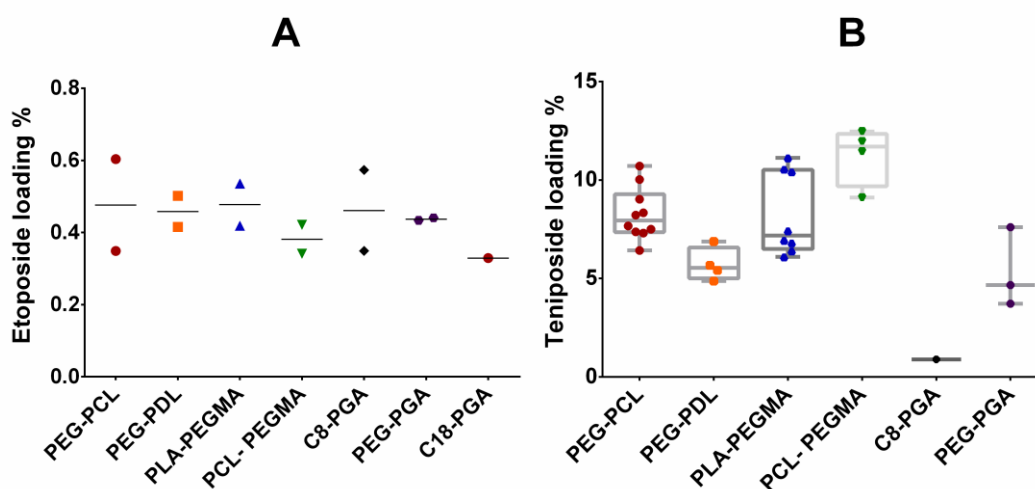 A
Etoposide loading %
0.8
0.6
0.4
0.2
0.0
PEG-PCL
PEG-PDL
PLA-PEGMA
PCL- PEGMA
C8-PGA
PEG-PGA
C18-PGA
B
Teniposide loading %
15
10
5
0
PEG-PCL
PEG-PDL
PLA-PEGMA
PCL- PEGMA
C8-PGA
PEG-PGA